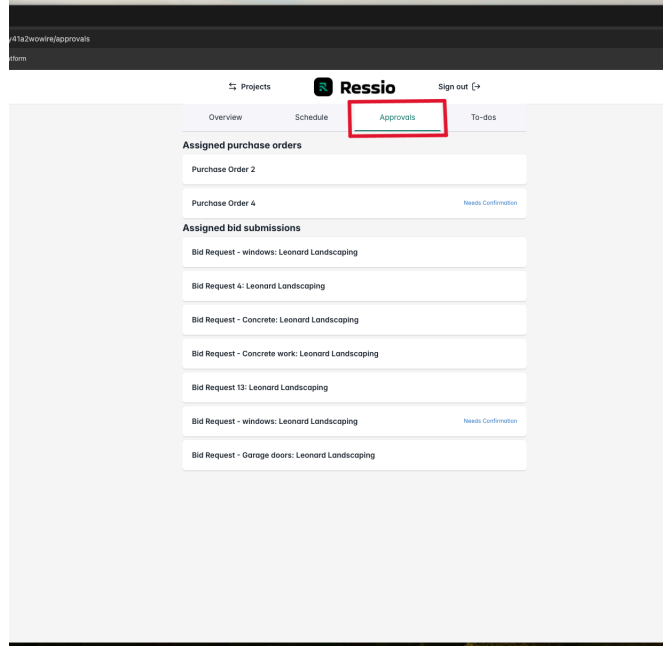 y41a2wowire/approvals
Projects
Ressio
Sign out
Overview
Schedule
Approvals
To-dos
Assigned purchase orders
Purchase Order 2
Purchase Order 4
Needs Confirmation
Assigned bid submissions
Bid Request - windows: Leonard Landscaping
Bid Request 4: Leonard Landscaping
Bid Request - Concrete: Leonard Landscaping
Bid Request - Concrete work: Leonard Landscaping
Bid Request 13: Leonard Landscaping
Bid Request - windows: Leonard Landscaping
Needs Confirmation
Bid Request - Garage doors: Leonard Landscaping